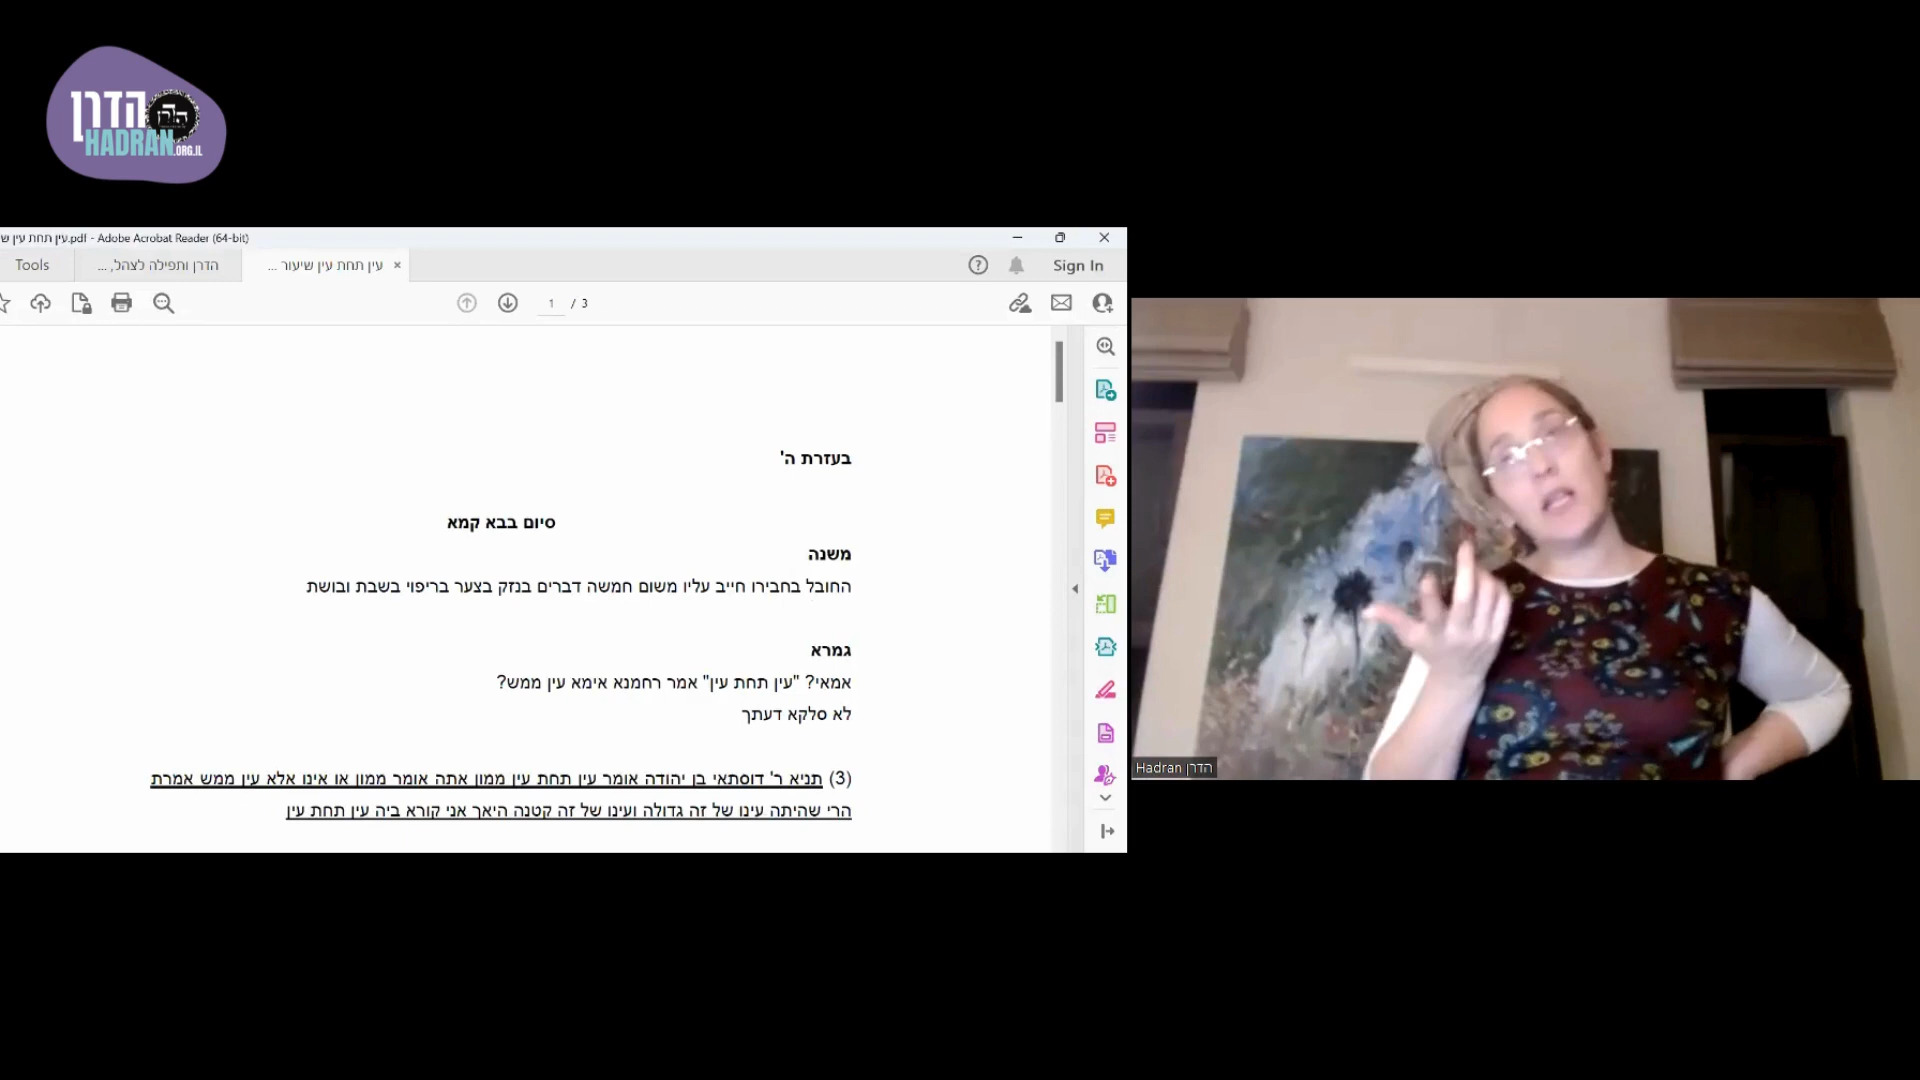 הדרן
HADRAN.ORG.IL
עין תחת עין ש.pdf - Adobe Acrobat Reader (64-bit)
Tools
הדרן ותפילה לצהל, ...
עין תחת עין שיעור ...
Sign In
1 / 3
בעזרת ה'
סיום בבא קמא
משנה
החובל בחבירו חייב עליו משום חמשה דברים בנזק בצער בריפוי בשבת ובושת
גמרא
אמאי? "עין תחת עין" אמר רחמנא אימא עין ממש?
לא סלקא דעתך
(3) תניא ר' דוסתאי בן יהודה אומר עין תחת עין ממון אתה אומר ממון או אינו אלא עין ממש אמרת
הרי שהיתה עינו של זה גדולה ועינו של זה קטנה היאך אני קורא ביה עין תחת עין
Hadran הדרן